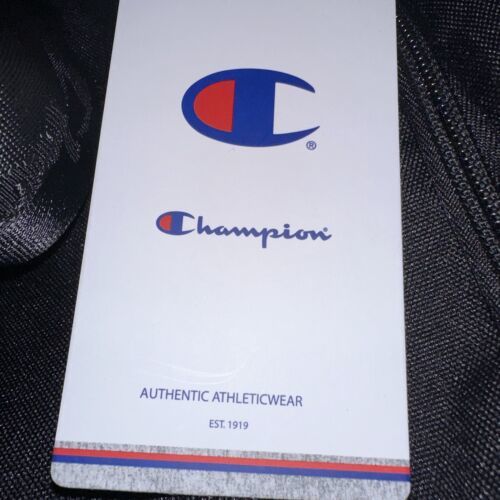 C®
Champion®
AUTHENTIC ATHLETICWEAR
EST. 1919